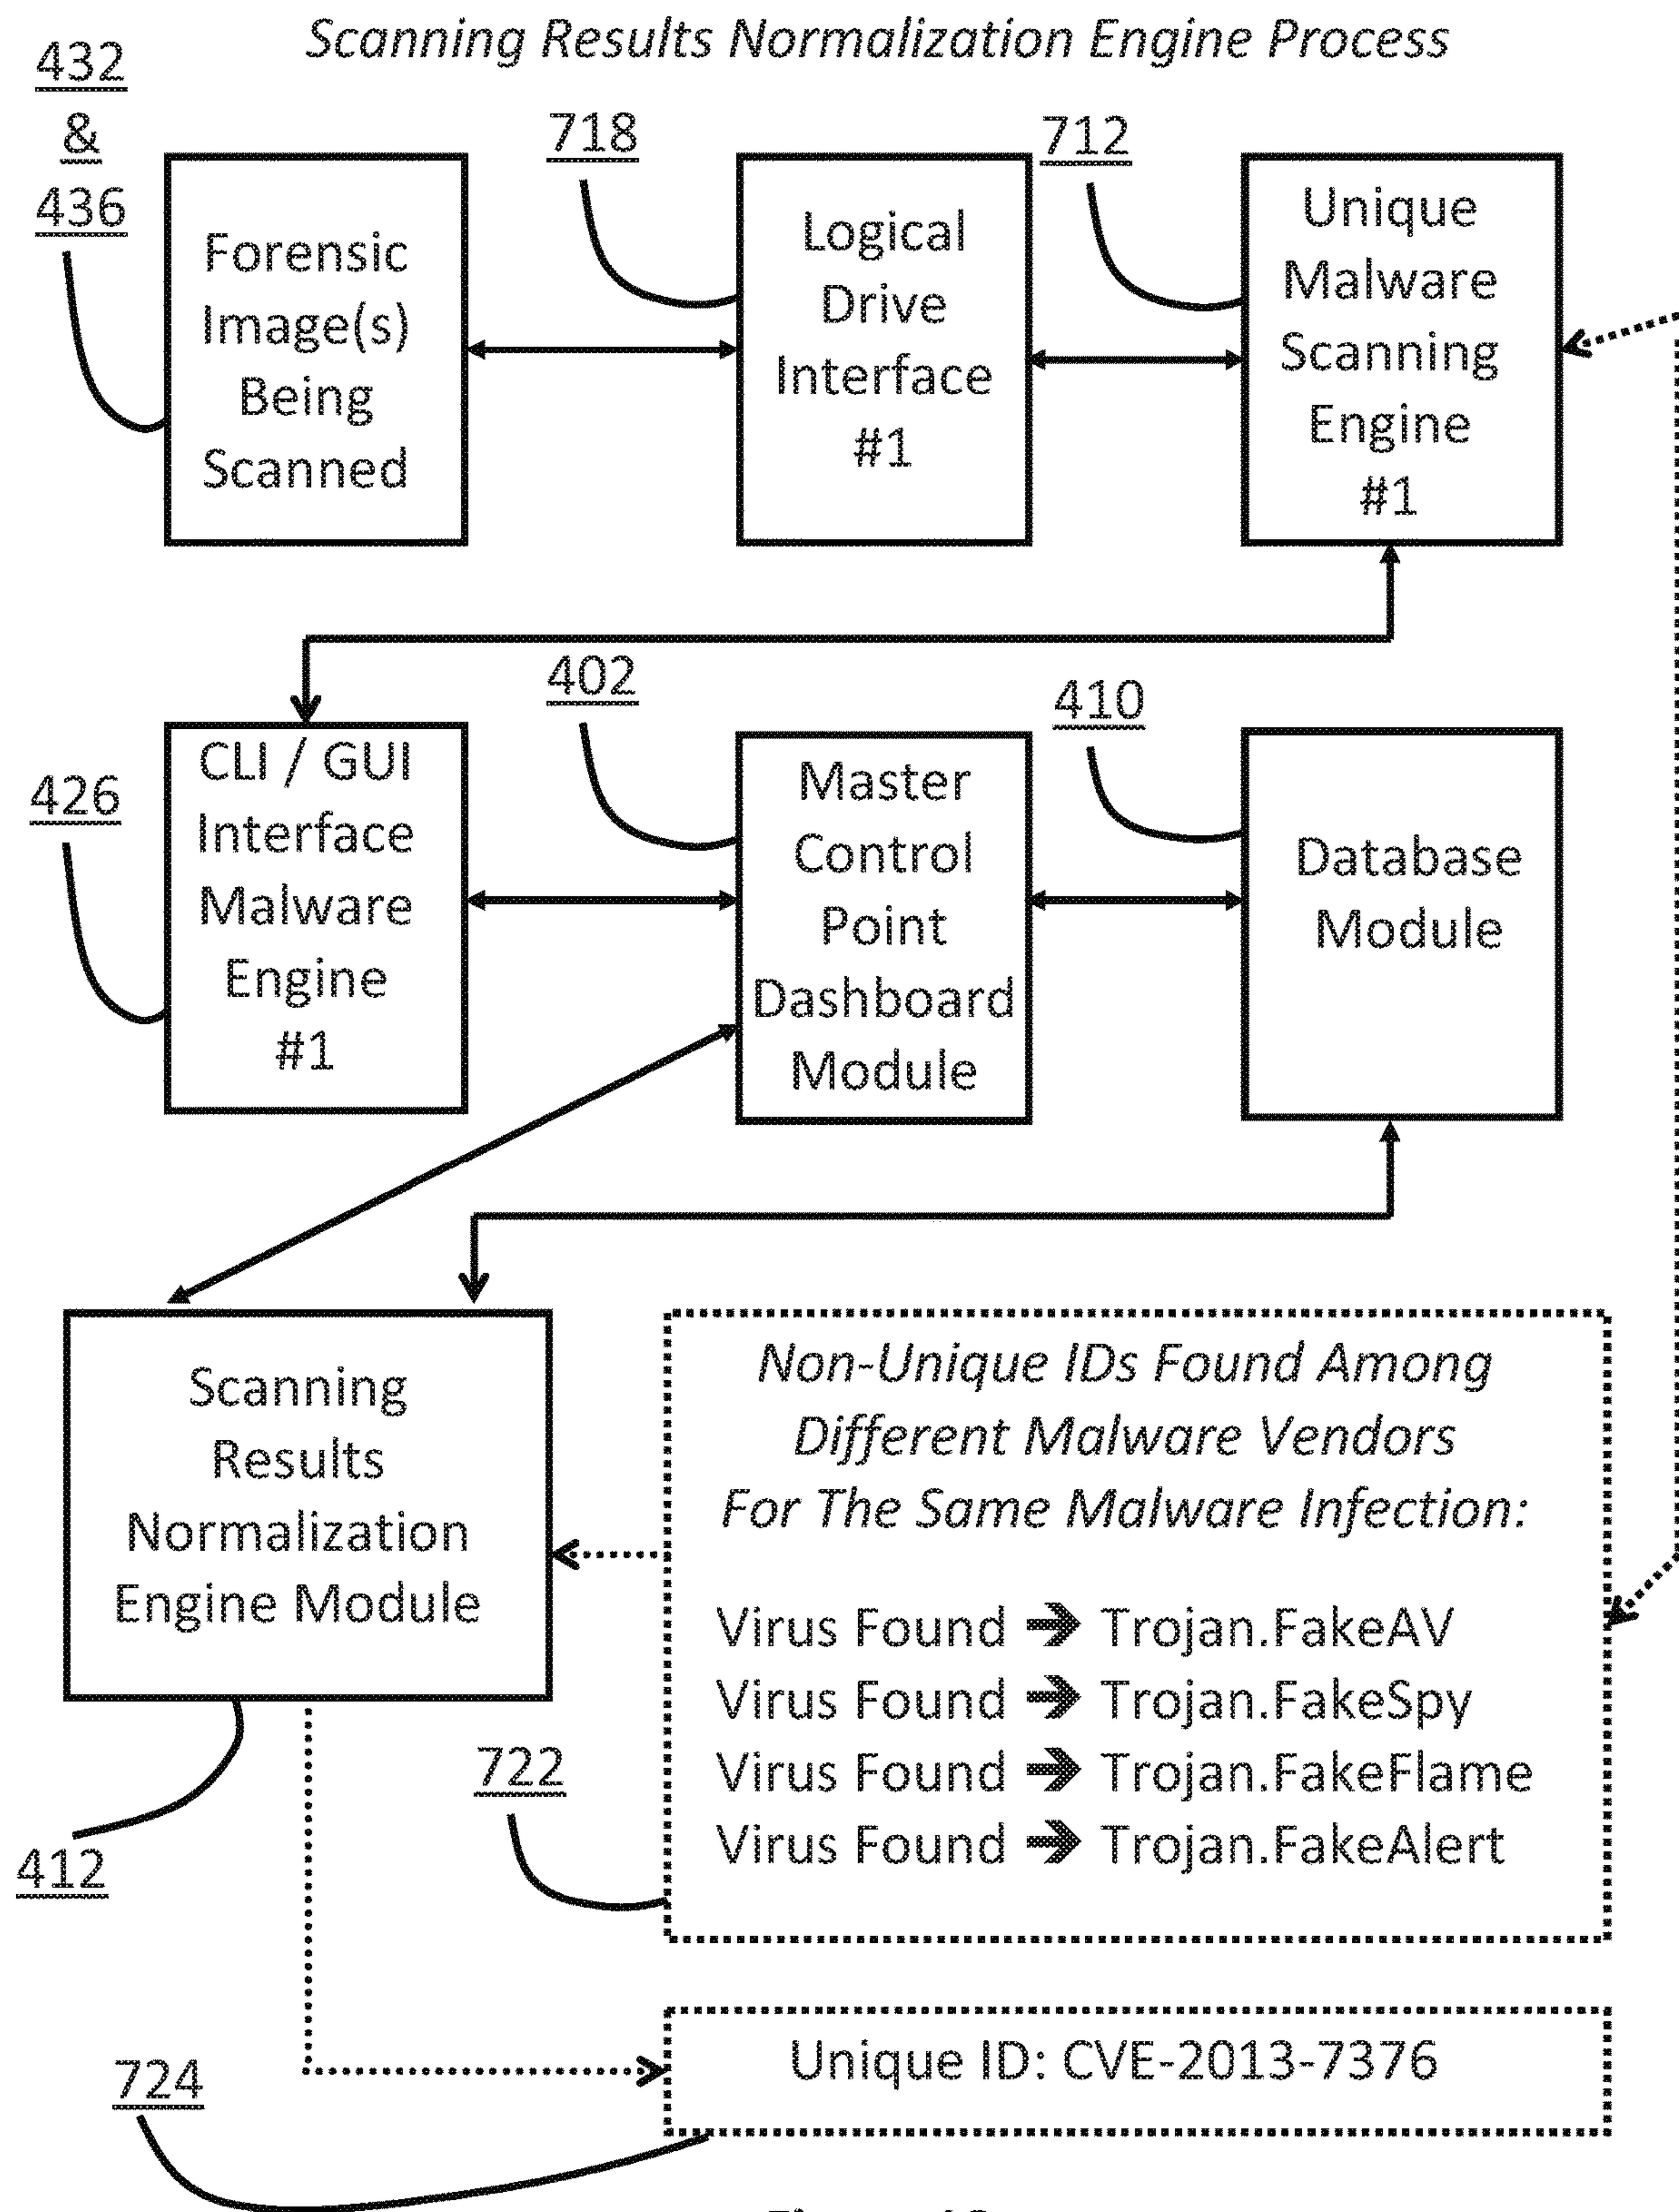 Scanning Results Normalization Engine Process
432
&
436
718
712
Forensic
Image(s)
Being
Scanned
Logical
Drive
Interface
#1
Unique
Malware
Scanning
Engine
#1
426
402
410
CLI / GUI
Interface
Malware
Engine
#1
Master
Control
Point
Dashboard
Module
Database
Module
Scanning
Results
Normalization
Engine Module
412
Non-Unique IDs Found Among
Different Malware Vendors
For The Same Malware Infection:
Virus Found ➔ Trojan.FakeAV
Virus Found ➔ Trojan.FakeSpy
Virus Found ➔ Trojan.FakeFlame
Virus Found ➔ Trojan.FakeAlert
722
Unique ID: CVE-2013-7376
724